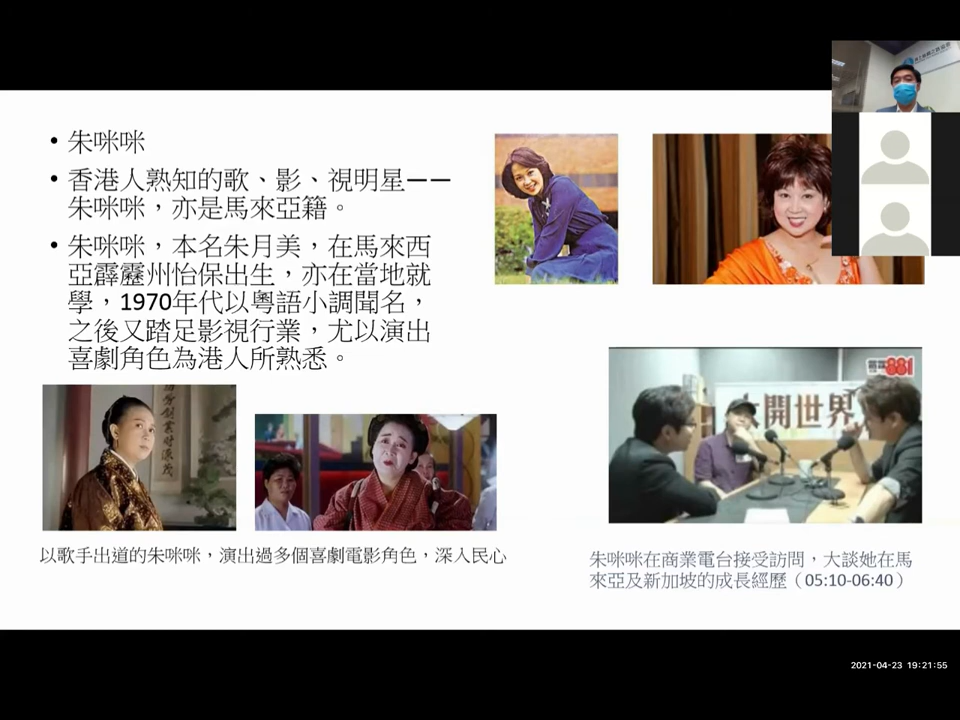 • 朱咪咪
• 香港人熟知的歌、影、視明星——
朱咪咪，亦是馬來亞籍。
• 朱咪咪，本名朱月美，在馬來西
亞霹靂州怡保出生，亦在當地就
學，1970年代以粵語小調聞名，
之後又踏足影視行業，尤以演出
喜劇角色為港人所熟悉。
以歌手出道的朱咪咪，演出過多個喜劇電影角色，深入民心
881
大開世界
朱咪咪在商業電台接受訪問，大談她在馬
來亞及新加坡的成長經歷（05:10-06:40）
2021-04-23 19:21:55